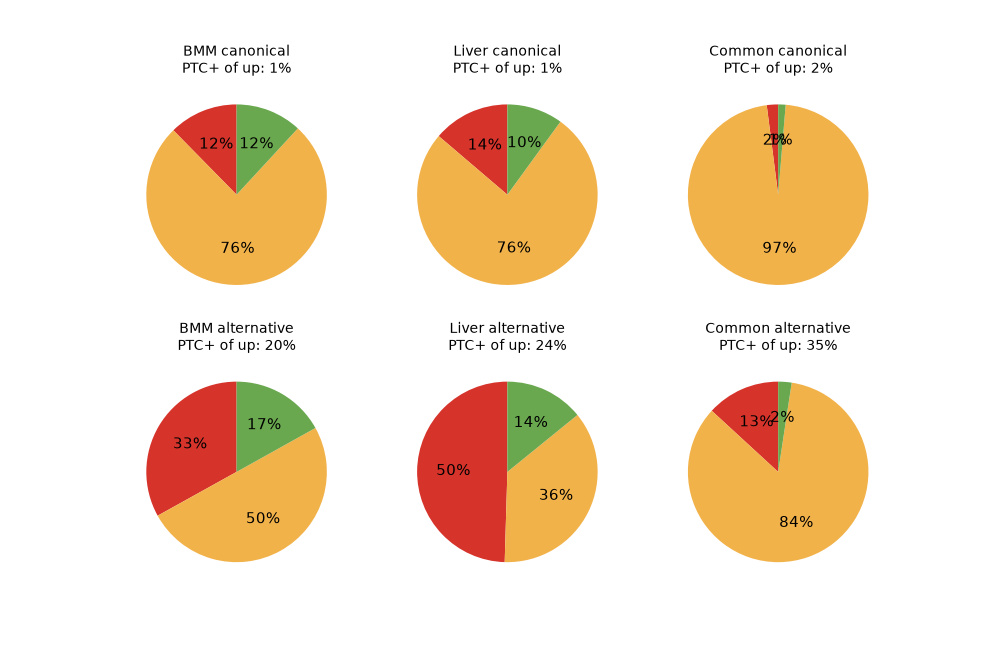 BMM canonical
PTC+ of up: 1%
Liver canonical
PTC+ of up: 1%
Common canonical
PTC+ of up: 2%
12%
12%
76%
14%
10%
76%
2%
1%
97%
BMM alternative
PTC+ of up: 20%
Liver alternative
PTC+ of up: 24%
Common alternative
PTC+ of up: 35%
33%
17%
50%
50%
14%
36%
13%
2%
84%